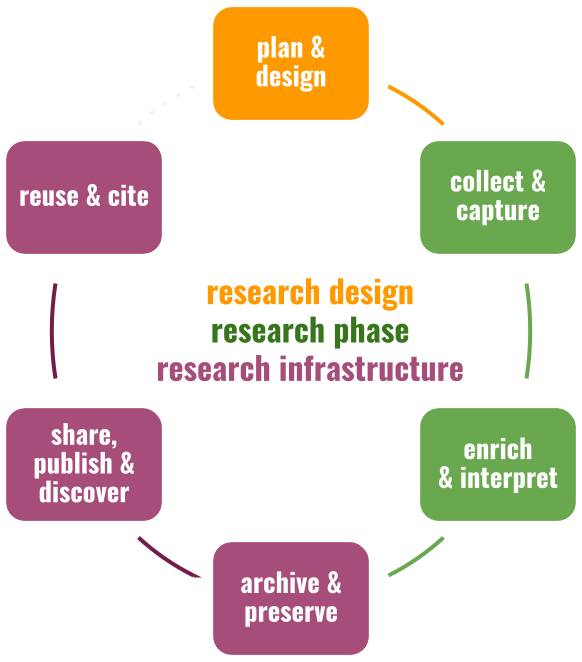 plan &
design
reuse & cite
collect &
capture
research design
research phase
research infrastructure
share,
publish &
discover
enrich
& interpret
archive &
preserve